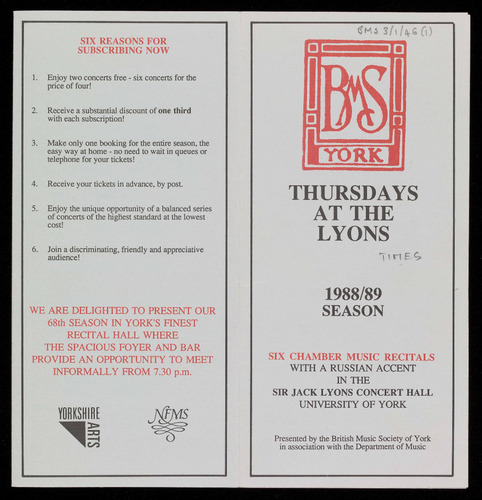 SIX REASONS FOR
SUBSCRIBING NOW
1. Enjoy two concerts free - six concerts for the
price of four!
2. Receive a substantial discount of one third
with each subscription!
3. Make only one booking for the entire season, the
easy way at home - no need to wait in queues or
telephone for your tickets!
4. Receive your tickets in advance, by post.
5. Enjoy the unique opportunity of a balanced series
of concerts of the highest standard at the lowest
cost!
6. Join a discriminating, friendly and appreciative
audience!
WE ARE DELIGHTED TO PRESENT OUR
68th SEASON IN YORK'S FINEST
RECITAL HALL WHERE
THE SPACIOUS FOYER AND BAR
PROVIDE AN OPPORTUNITY TO MEET
INFORMALLY FROM 7.30 p.m.
YORKSHIRE
ARTS
NFMS
BMS 3/1/46 (1)
BMS
YORK
THURSDAYS
AT THE
LYONS
TIMES
1988/89
SEASON
SIX CHAMBER MUSIC RECITALS
WITH A RUSSIAN ACCENT
IN THE
SIR JACK LYONS CONCERT HALL
UNIVERSITY OF YORK
Presented by the British Music Society of York
in association with the Department of Music